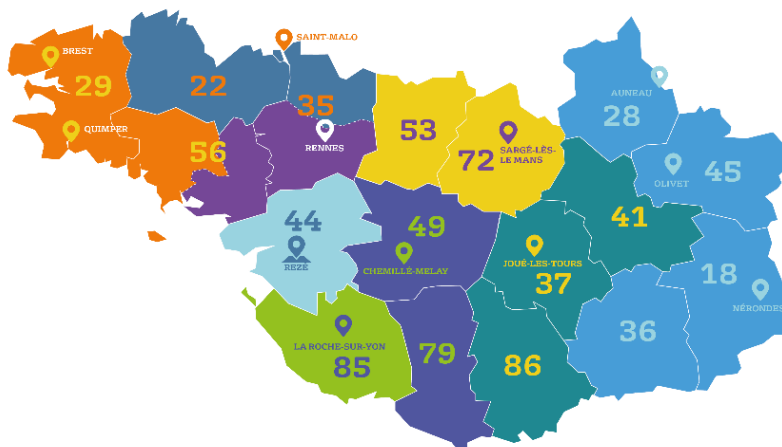 SAINT-MALO
BREST
29
22
35
QUIMPER
56
RENNES
53
72
SARGÉ-LÈS-
LE MANS
AUNEAU
28
OLIVET
45
44
REZÉ
49
CHEMILLÉ-MELAY
JOUÉ-LES-TOURS
37
41
18
NÉRONDES
LA ROCHE-SUR-YON
85
79
86
36